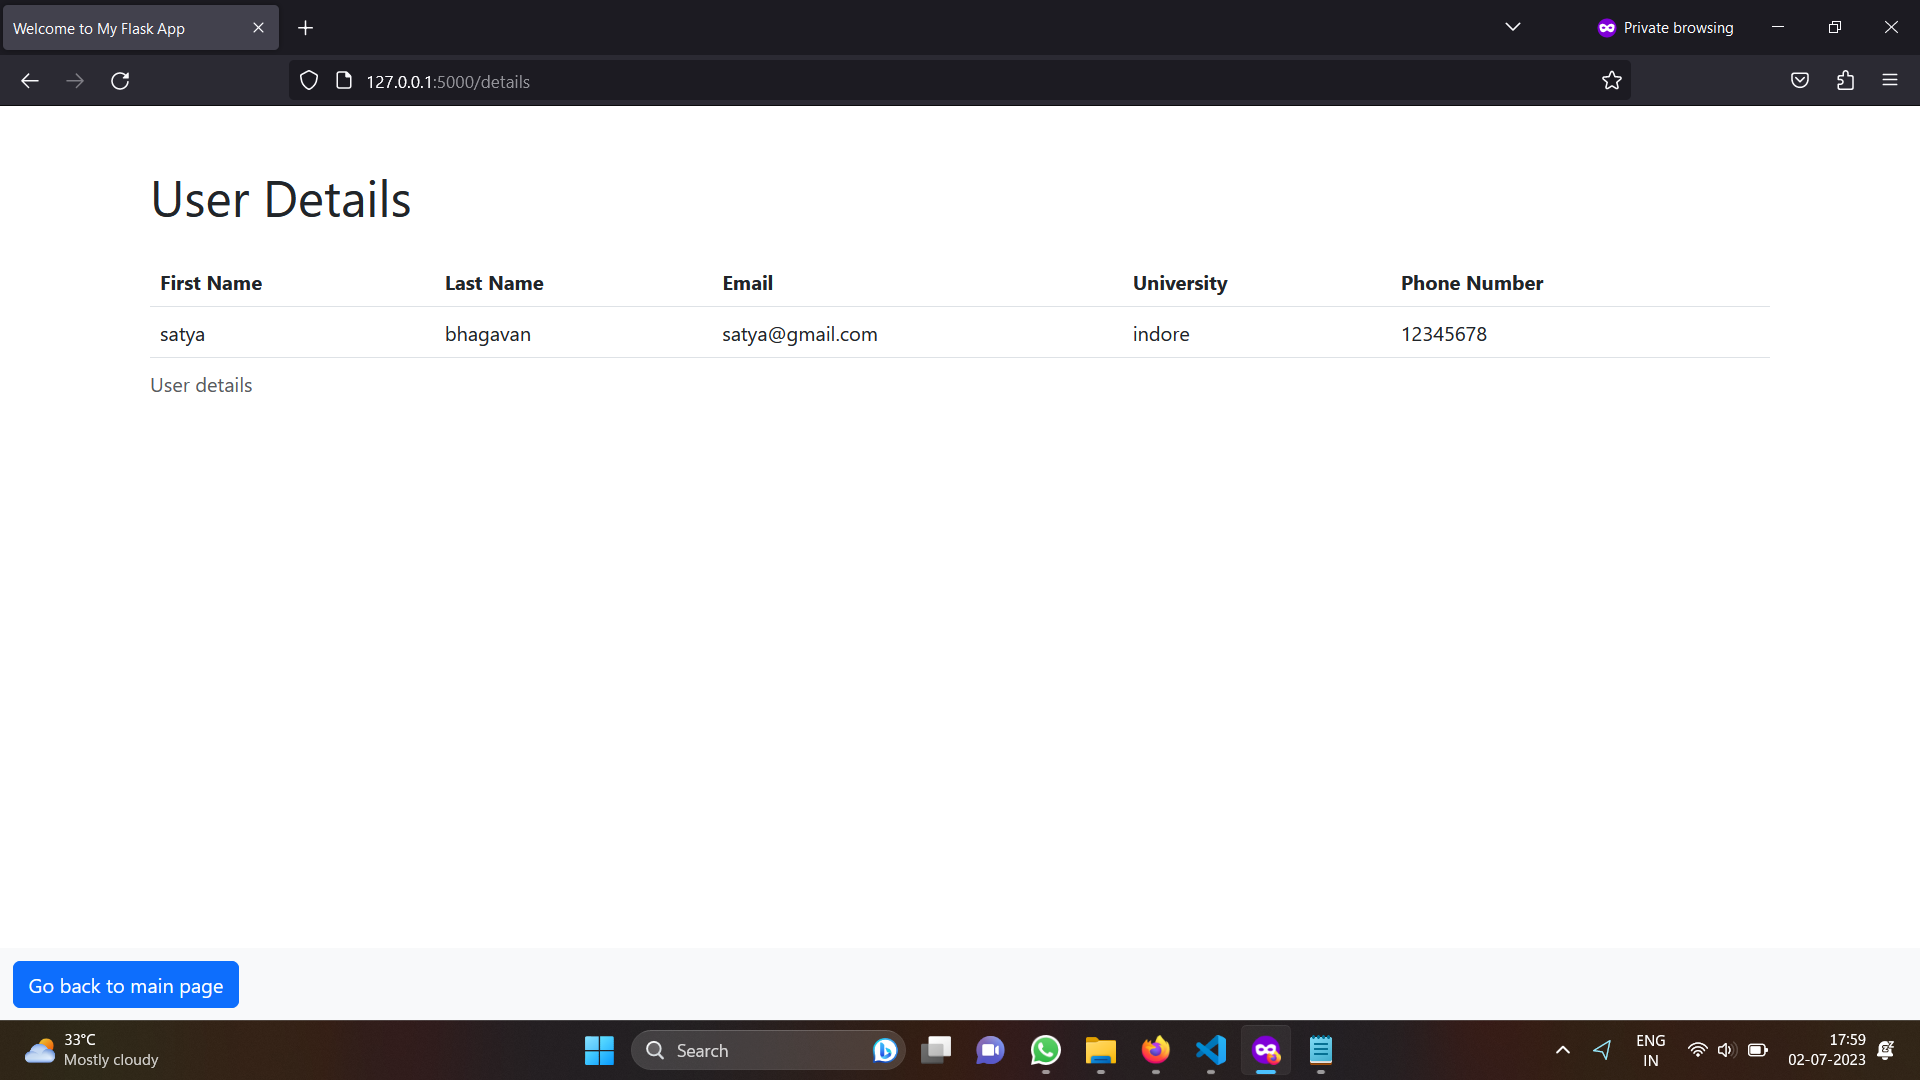 Welcome to My Flask App
Private browsing
127.0.0.1:5000/details
User Details
First Name Last Name Email University Phone Number
satya bhagavan satya@gmail.com indore 12345678
User details
Go back to main page
33°C
Mostly cloudy
Search
ENG
IN
17:59
02-07-2023